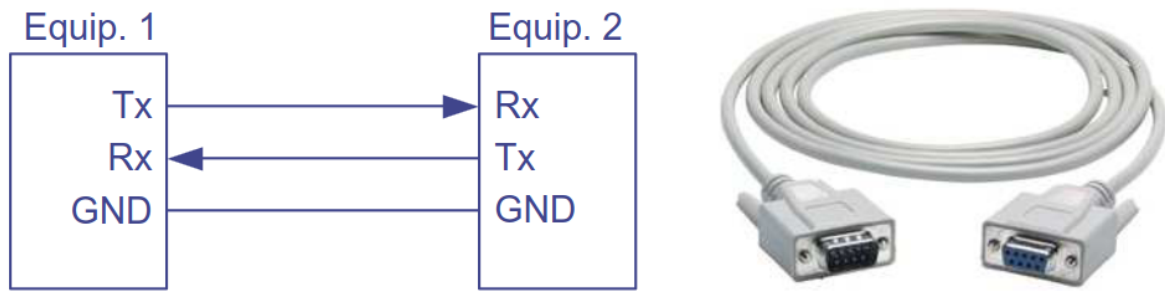 Equip. 1
Equip. 2
Tx
Rx
Rx
Tx
GND
GND